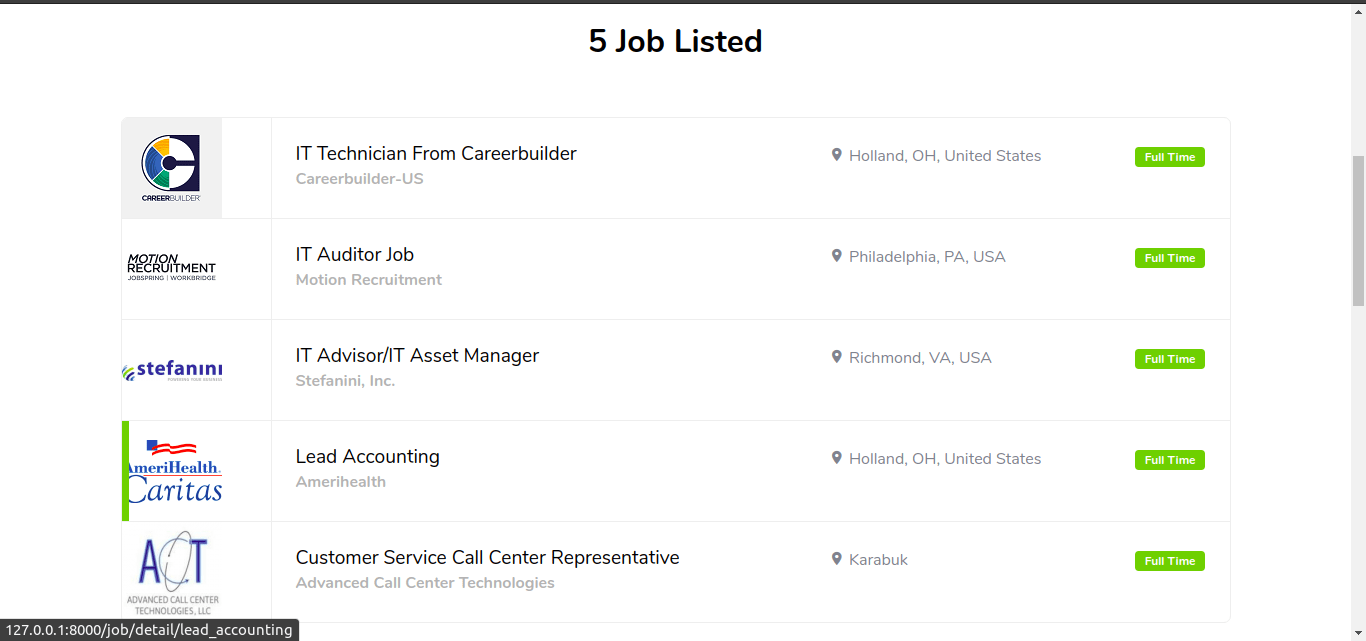 5 Job Listed
CAREERBUILDER
IT Technician From Careerbuilder
Careerbuilder-US
Holland, OH, United States
Full Time
MOTION
RECRUITMENT
JOBSPRING | WORKBRIDGE
IT Auditor Job
Motion Recruitment
Philadelphia, PA, USA
Full Time
stefanini
IT Advisor/IT Asset Manager
Stefanini, Inc.
Richmond, VA, USA
Full Time
AmeriHealth
Caritas
Lead Accounting
Amerihealth
Holland, OH, United States
Full Time
ACT
ADVANCED CALL CENTER
TECHNOLOGIES, LLC
Customer Service Call Center Representative
Advanced Call Center Technologies
Karabuk
Full Time
127.0.0.1:8000/job/detail/lead_accounting